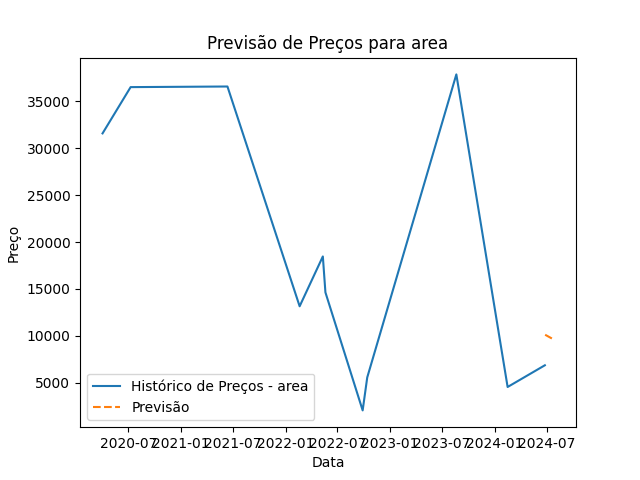 Previsão de Preços para area
Preço
35000
30000
25000
20000
15000
10000
5000
Histórico de Preços - area
Previsão
2020-07 2021-01 2021-07 2022-01 2022-07 2023-01 2023-07 2024-01 2024-07
Data